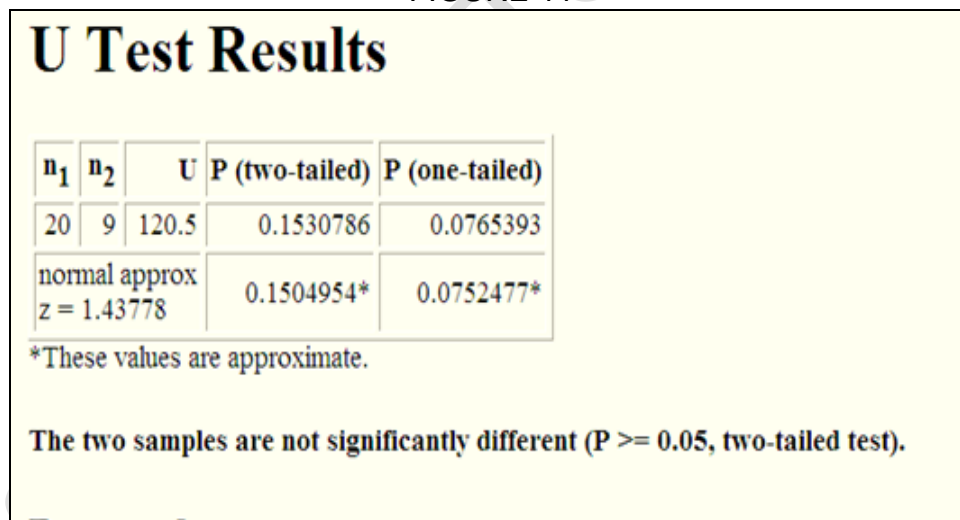 U Test Results
n1 n2 U P (two-tailed) P (one-tailed)
20 9 120.5 0.1530786 0.0765393
normal approx
z = 1.43778 0.1504954* 0.0752477*
*These values are approximate.
The two samples are not significantly different (P >= 0.05, two-tailed test).